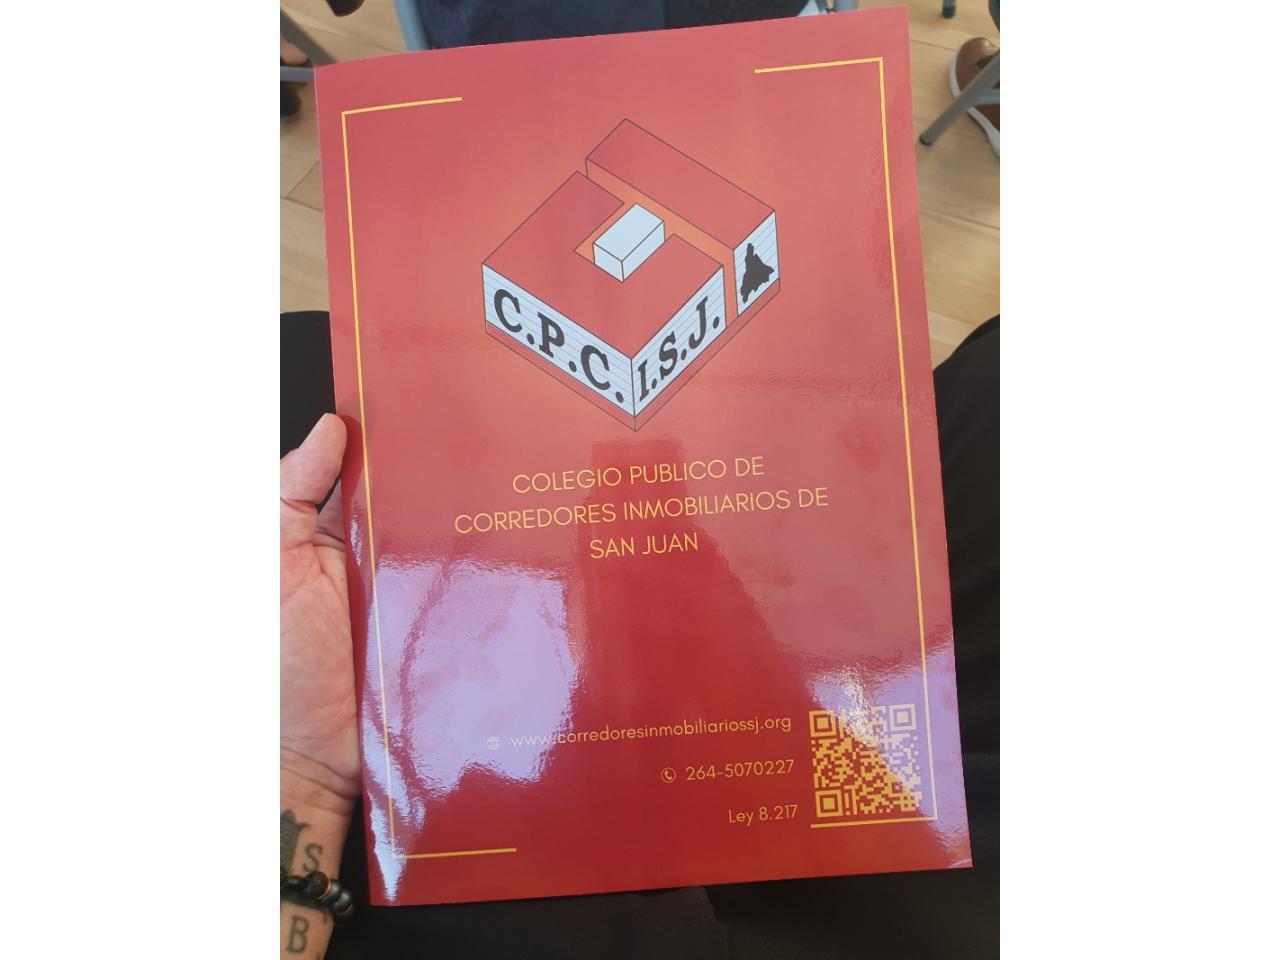 C.P.C.I.S.J.
COLEGIO PUBLICO DE
CORREDORES INMOBILIARIOS DE
SAN JUAN
www.corredoresinmobiliariossj.org
264-5070227
Ley 8.217
S
B